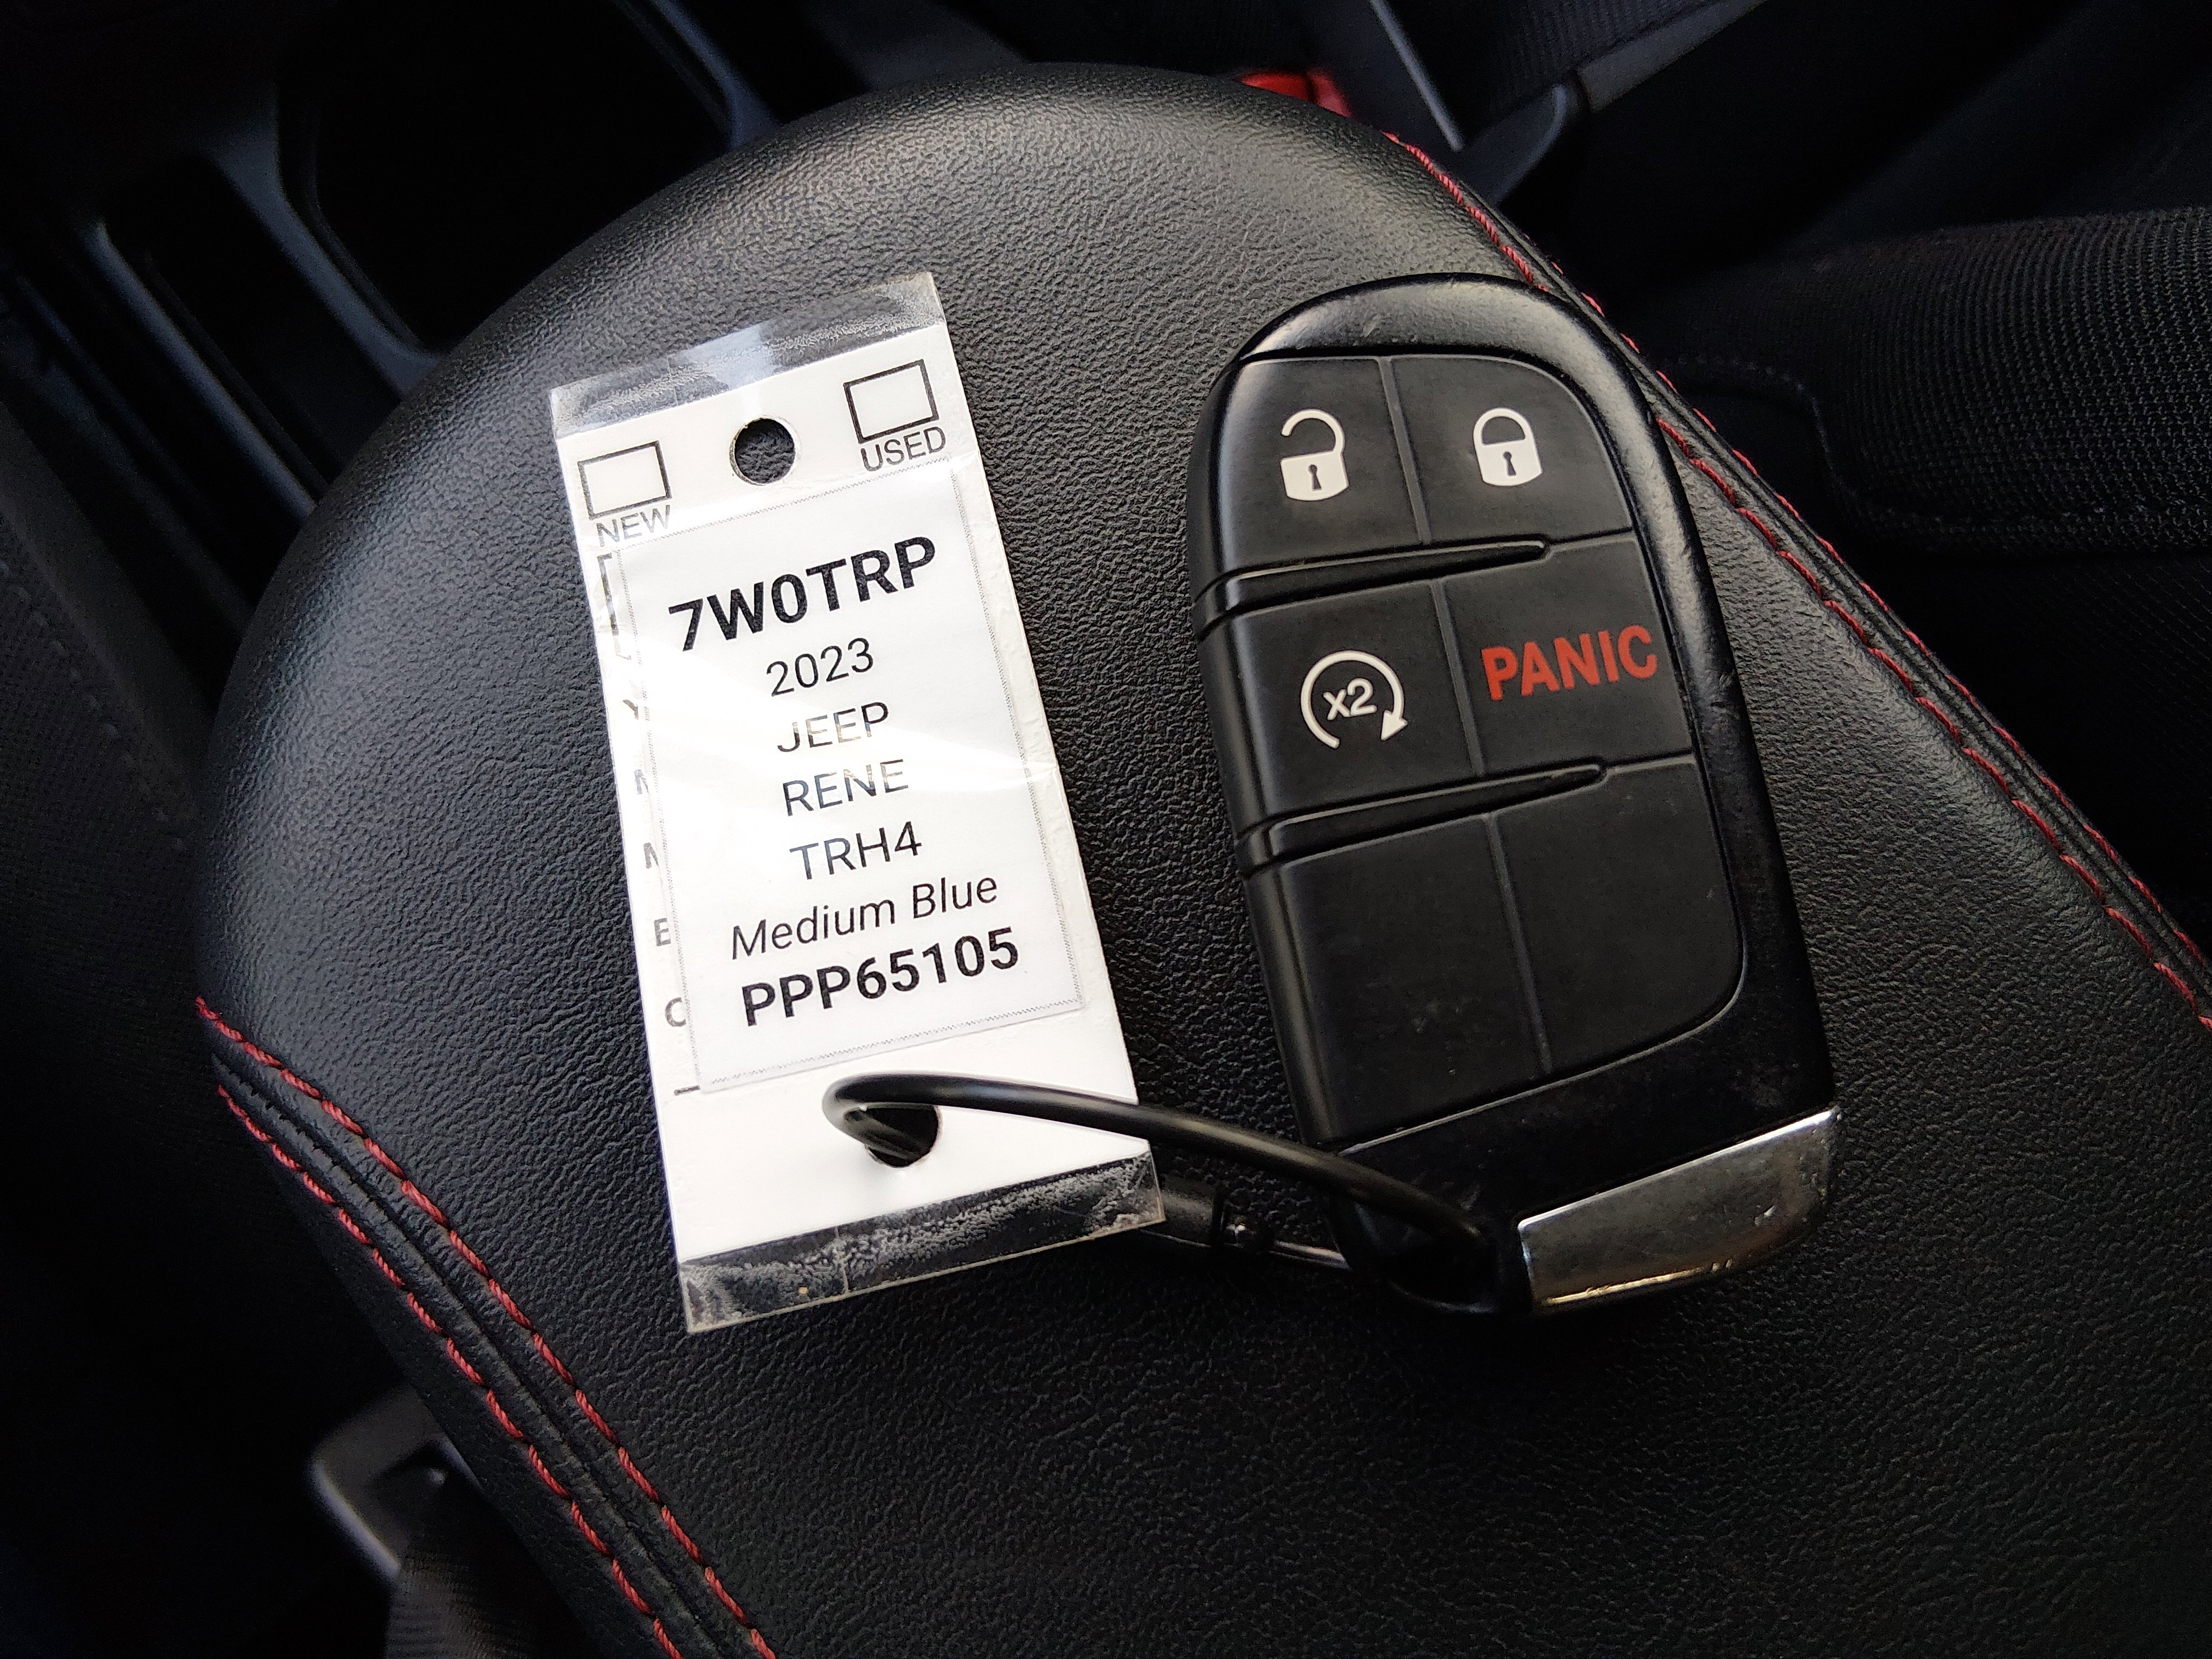 NEW
USED
7W0TRP
2023
JEEP
RENE
TRH4
Medium Blue
PPP65105
x2
PANIC